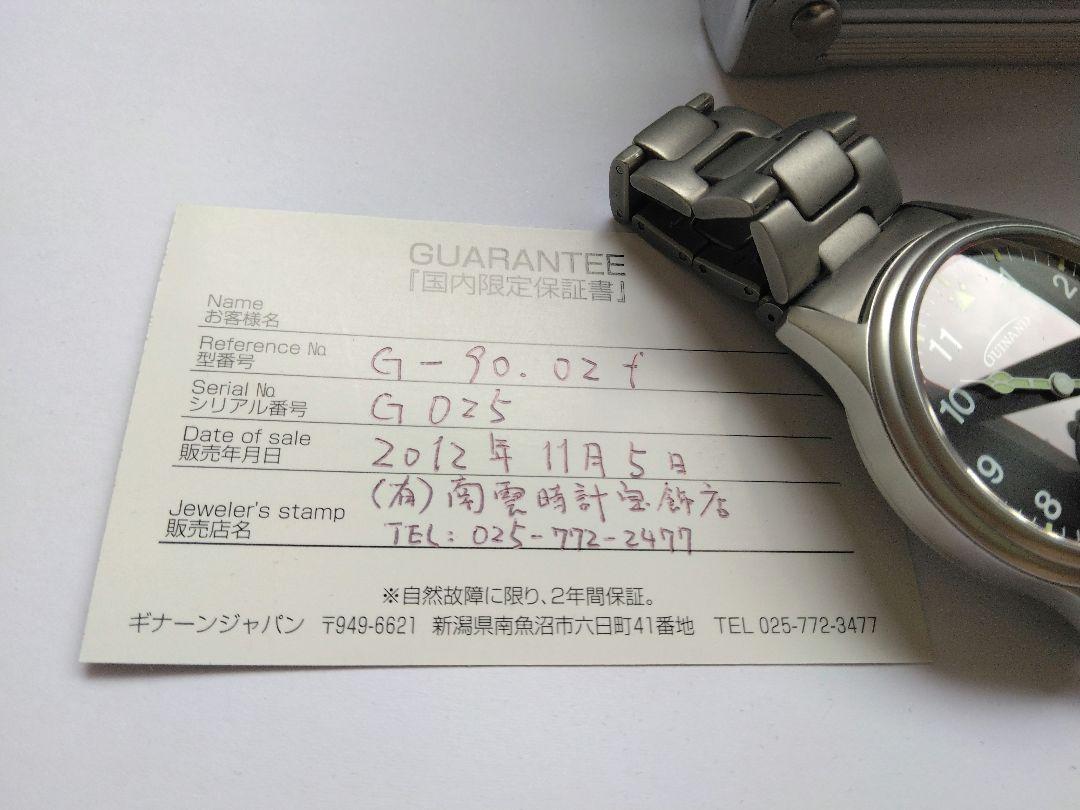 GUARANTEE
『国内限定保証書』
Name
お客様名
Reference №
型番号
G-90.02f
Serial №
シリアル番号
G025
Date of sale
販売年月日
2012年11月5日
Jeweler's stamp
販売店名
(有)南雲時計宝飾店
TEL: 025-772-2477
※自然故障に限り、2年間保証。
ギナーンジャパン 〒949-6621 新潟県南魚沼市六日町41番地 TEL 025-772-3477
GUINAND
11
10
9
8
2